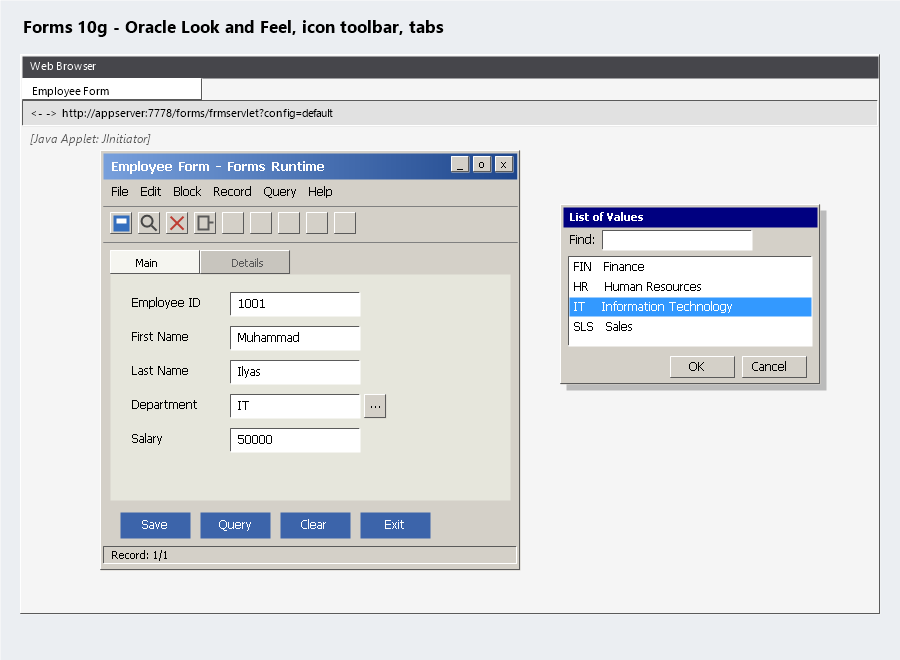 Forms 10g - Oracle Look and Feel, icon toolbar, tabs
Web Browser
Employee Form
<- -> http://appserver:7778/forms/frmservlet?config=default
[Java Applet: JInitiator]
Employee Form - Forms Runtime
_ o x
File Edit Block Record Query Help
Main Details
Employee ID 1001
First Name Muhammad
Last Name Ilyas
Department IT ...
Salary 50000
Save Query Clear Exit
Record: 1/1
List of Values
Find:
FIN Finance
HR Human Resources
IT Information Technology
SLS Sales
OK Cancel